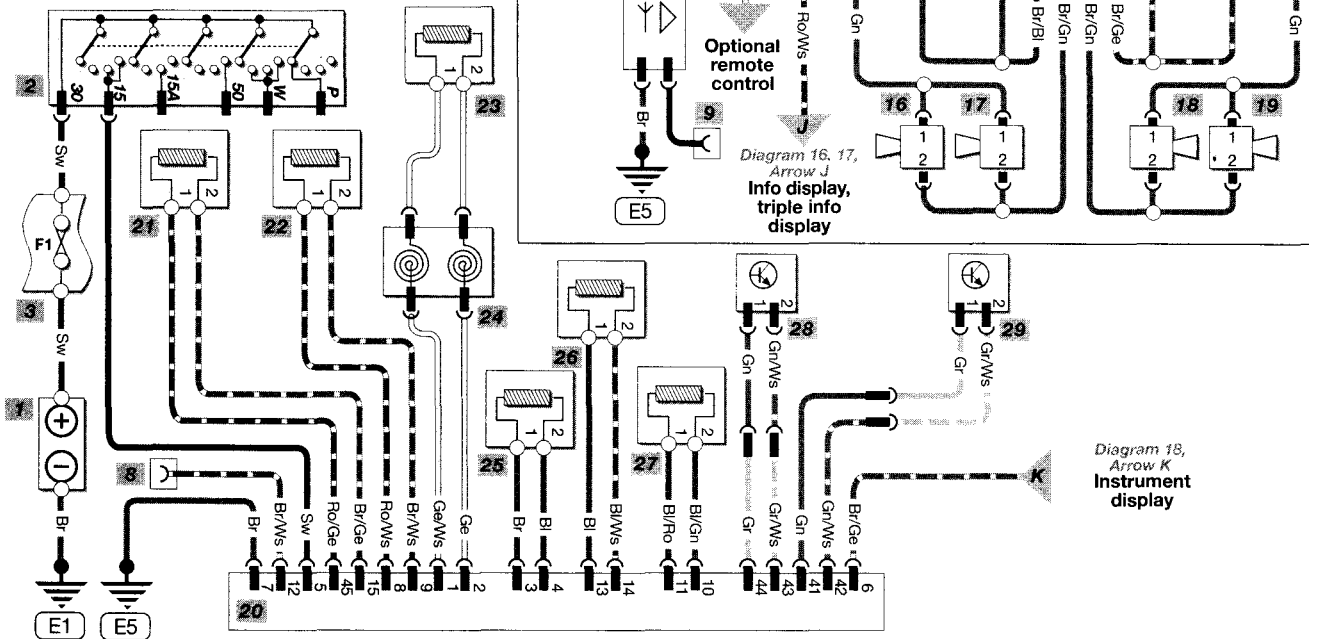 2
30
15
15A
50
W
P
Sw
F1
3
Sw
1
Br
E1
E5
21
1
2
22
1
2
23
1
2
24
8
Br
Optional
remote
control
9
E5
Ro/Ws
J
Diagram 16, 17,
Arrow J
Info display,
triple info
display
Gn
Br/Bl
Br/Gn
Br/Gn
Br/Ge
Gn
16
17
18
19
1
2
1
2
1
2
1
2
26
1
2
25
1
2
27
1
2
28
1
2
29
1
2
Gn
Gn/Ws
Gr
Gr/Ws
K
Diagram 18,
Arrow K
Instrument
display
Br
Br/Ws
Sw
Ro/Ge
Br/Ge
Ro/Ws
Br/Ws
Ge/Ws
Ge
Br
Bl
Bl
Bl/Ws
Bl/Ro
Bl/Gn
Gr
Gr/Ws
Gn
Gn/Ws
Br/Ge
20
7
12
5
45
15
8
9
1
2
3
4
13
14
11
10
44
43
41
42
6